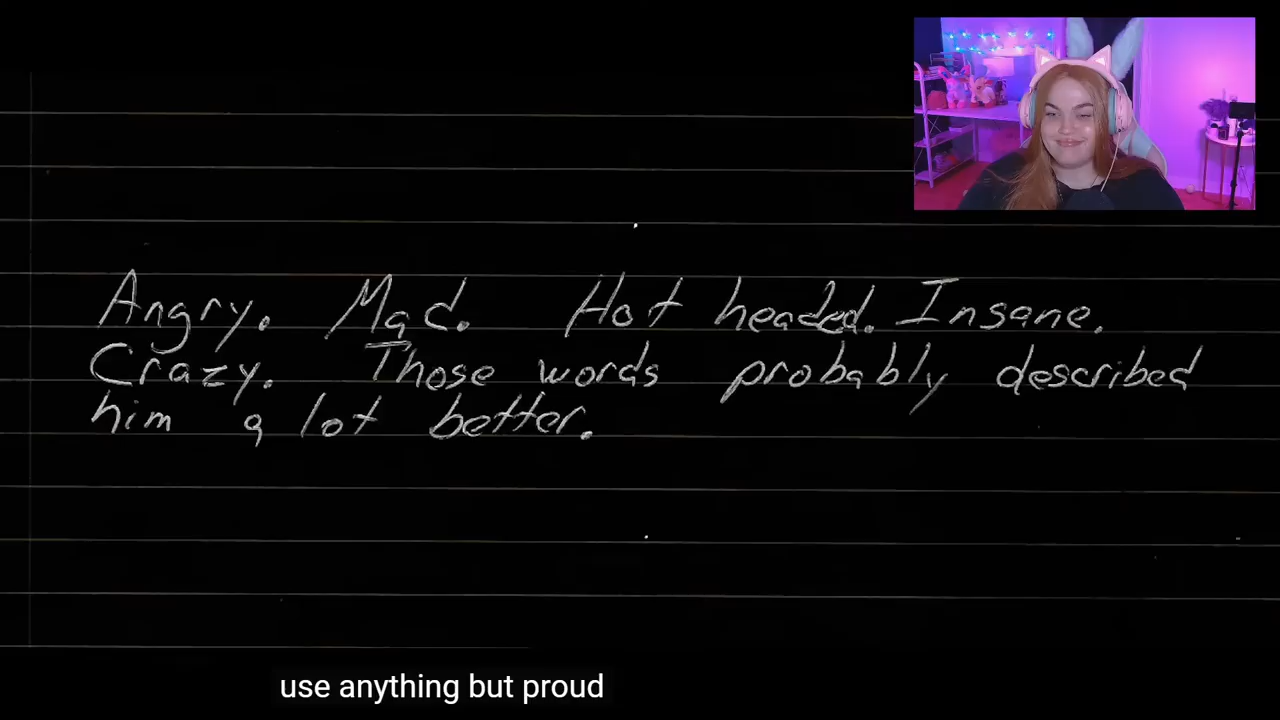 Angry. Mad. Hot headed. Insane.
Crazy. Those words probably described
him a lot better.
use anything but proud